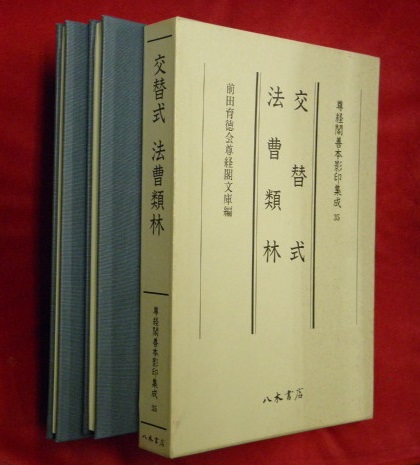 尊経閣善本影印集成 35
交替式
法曹類林
前田育徳会尊経閣文庫編
八木書店
交替式 法曹類林
尊経閣善本影印集成 35
八木書店